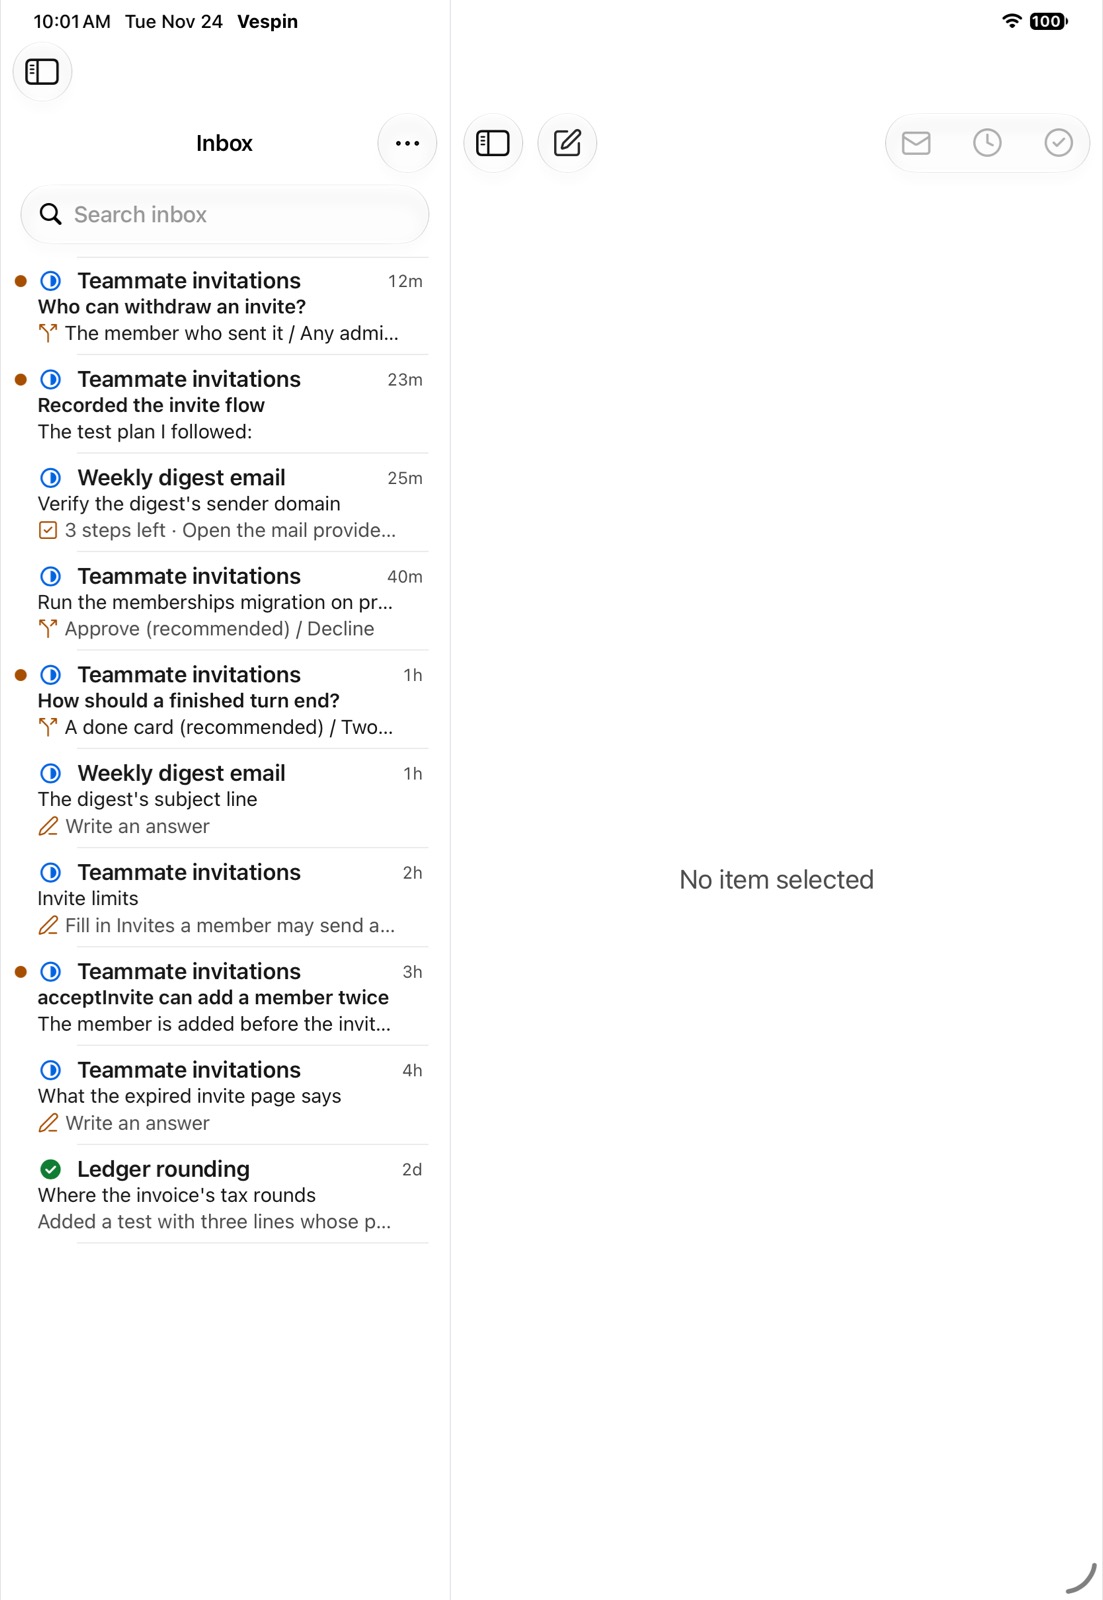 10:01 AM Tue Nov 24 Vespin
100
Inbox
Search inbox
Teammate invitations 12m
Who can withdraw an invite?
The member who sent it / Any admi...
Teammate invitations 23m
Recorded the invite flow
The test plan I followed:
Weekly digest email 25m
Verify the digest's sender domain
3 steps left · Open the mail provide...
Teammate invitations 40m
Run the memberships migration on pr...
Approve (recommended) / Decline
Teammate invitations 1h
How should a finished turn end?
A done card (recommended) / Two...
Weekly digest email 1h
The digest's subject line
Write an answer
Teammate invitations 2h
Invite limits
Fill in Invites a member may send a...
Teammate invitations 3h
acceptInvite can add a member twice
The member is added before the invit...
Teammate invitations 4h
What the expired invite page says
Write an answer
Ledger rounding 2d
Where the invoice's tax rounds
Added a test with three lines whose p...
No item selected